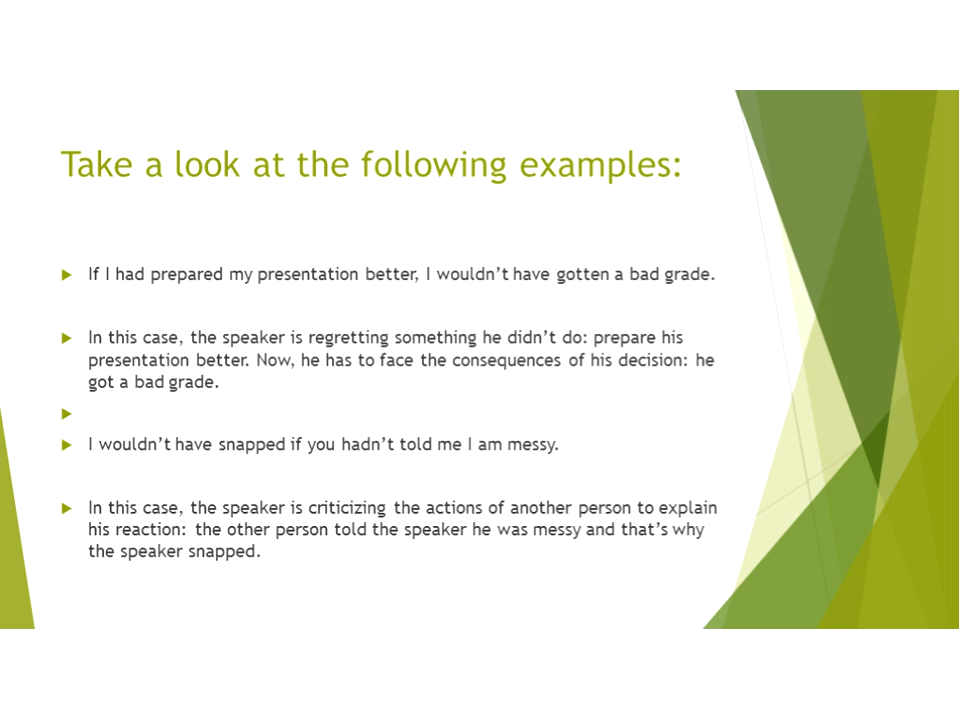 Take a look at the following examples:
If I had prepared my presentation better, I wouldn’t have gotten a bad grade.
In this case, the speaker is regretting something he didn’t do: prepare his
presentation better. Now, he has to face the consequences of his decision: he
got a bad grade.
I wouldn’t have snapped if you hadn’t told me I am messy.
In this case, the speaker is criticizing the actions of another person to explain
his reaction: the other person told the speaker he was messy and that’s why
the speaker snapped.